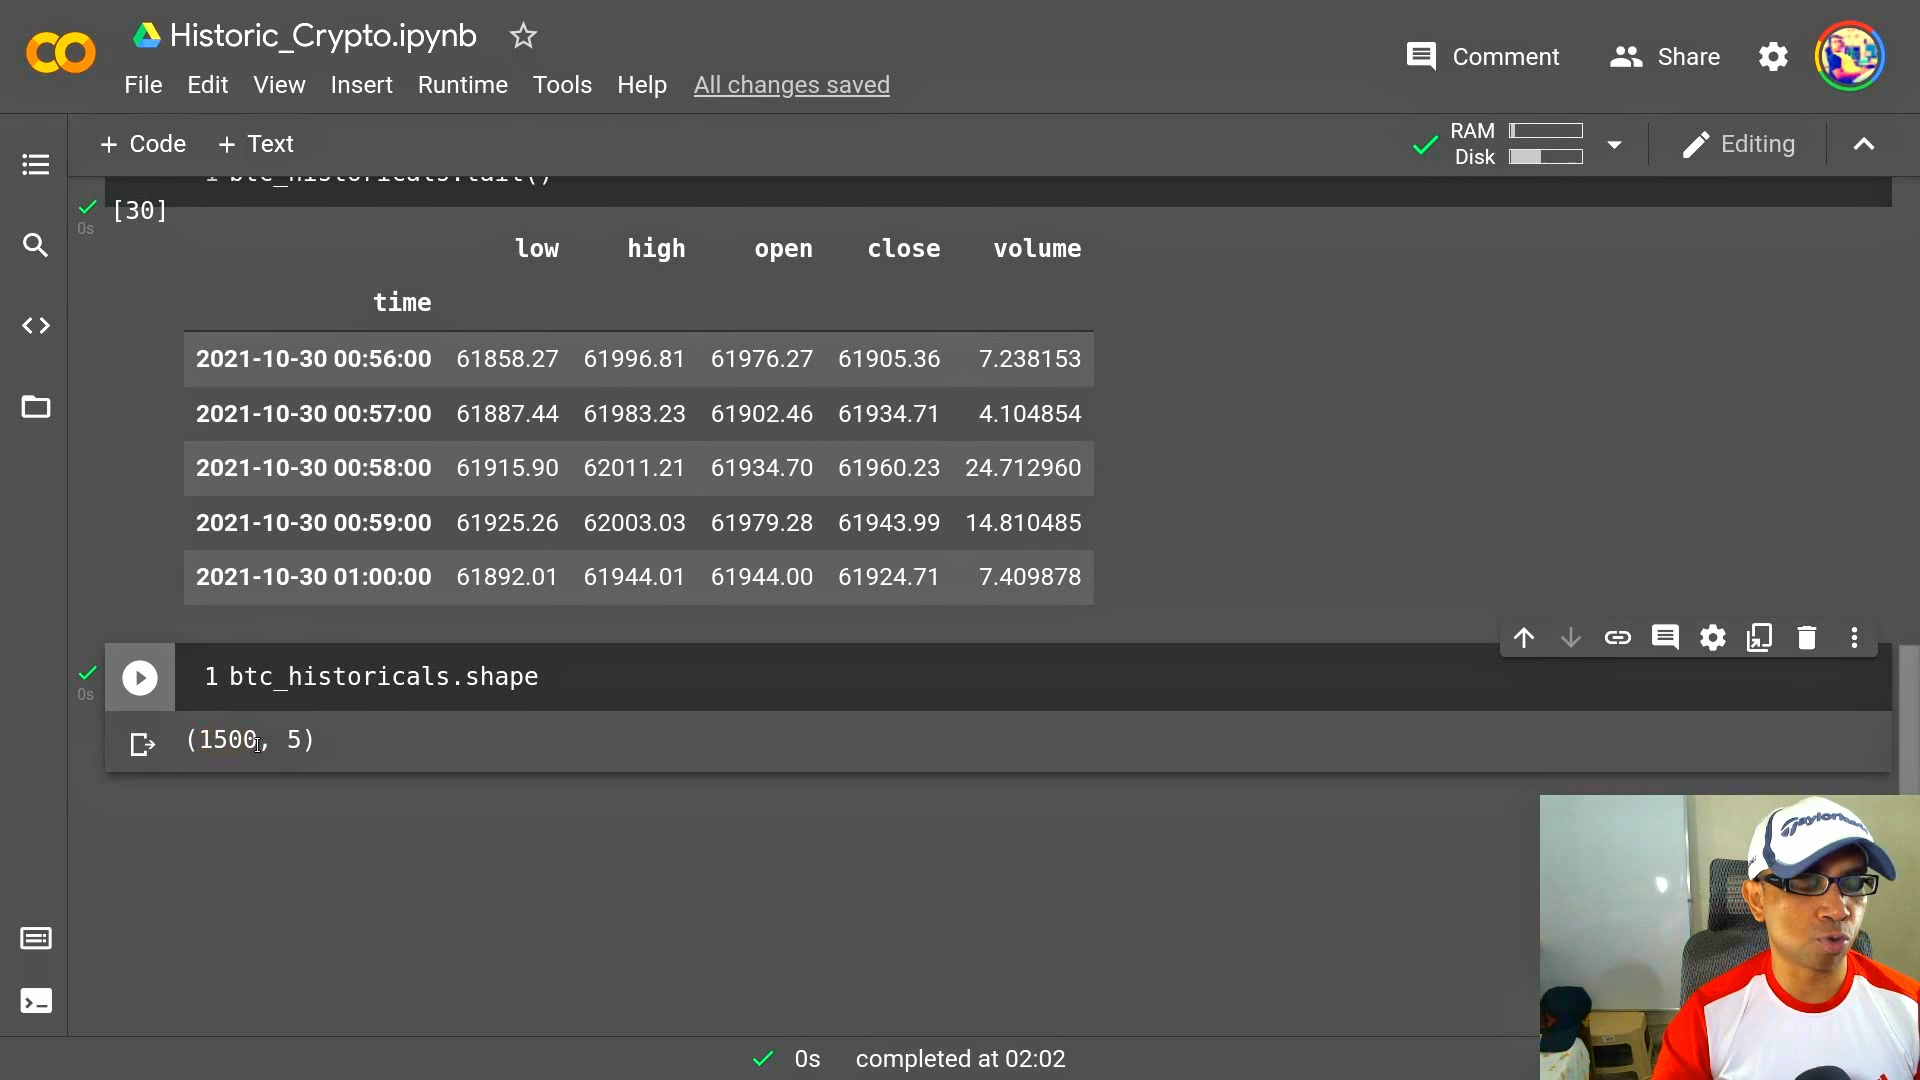 Historic_Crypto.ipynb
File Edit View Insert Runtime Tools Help All changes saved
Comment Share
+ Code + Text
RAM
Disk
Editing
1 btc_historicals.tail()
[30]
0s
low high open close volume
time
2021-10-30 00:56:00 61858.27 61996.81 61976.27 61905.36 7.238153
2021-10-30 00:57:00 61887.44 61983.23 61902.46 61934.71 4.104854
2021-10-30 00:58:00 61915.90 62011.21 61934.70 61960.23 24.712960
2021-10-30 00:59:00 61925.26 62003.03 61979.28 61943.99 14.810485
2021-10-30 01:00:00 61892.01 61944.01 61944.00 61924.71 7.409878
0s
1 btc_historicals.shape
(1500, 5)
0s completed at 02:02